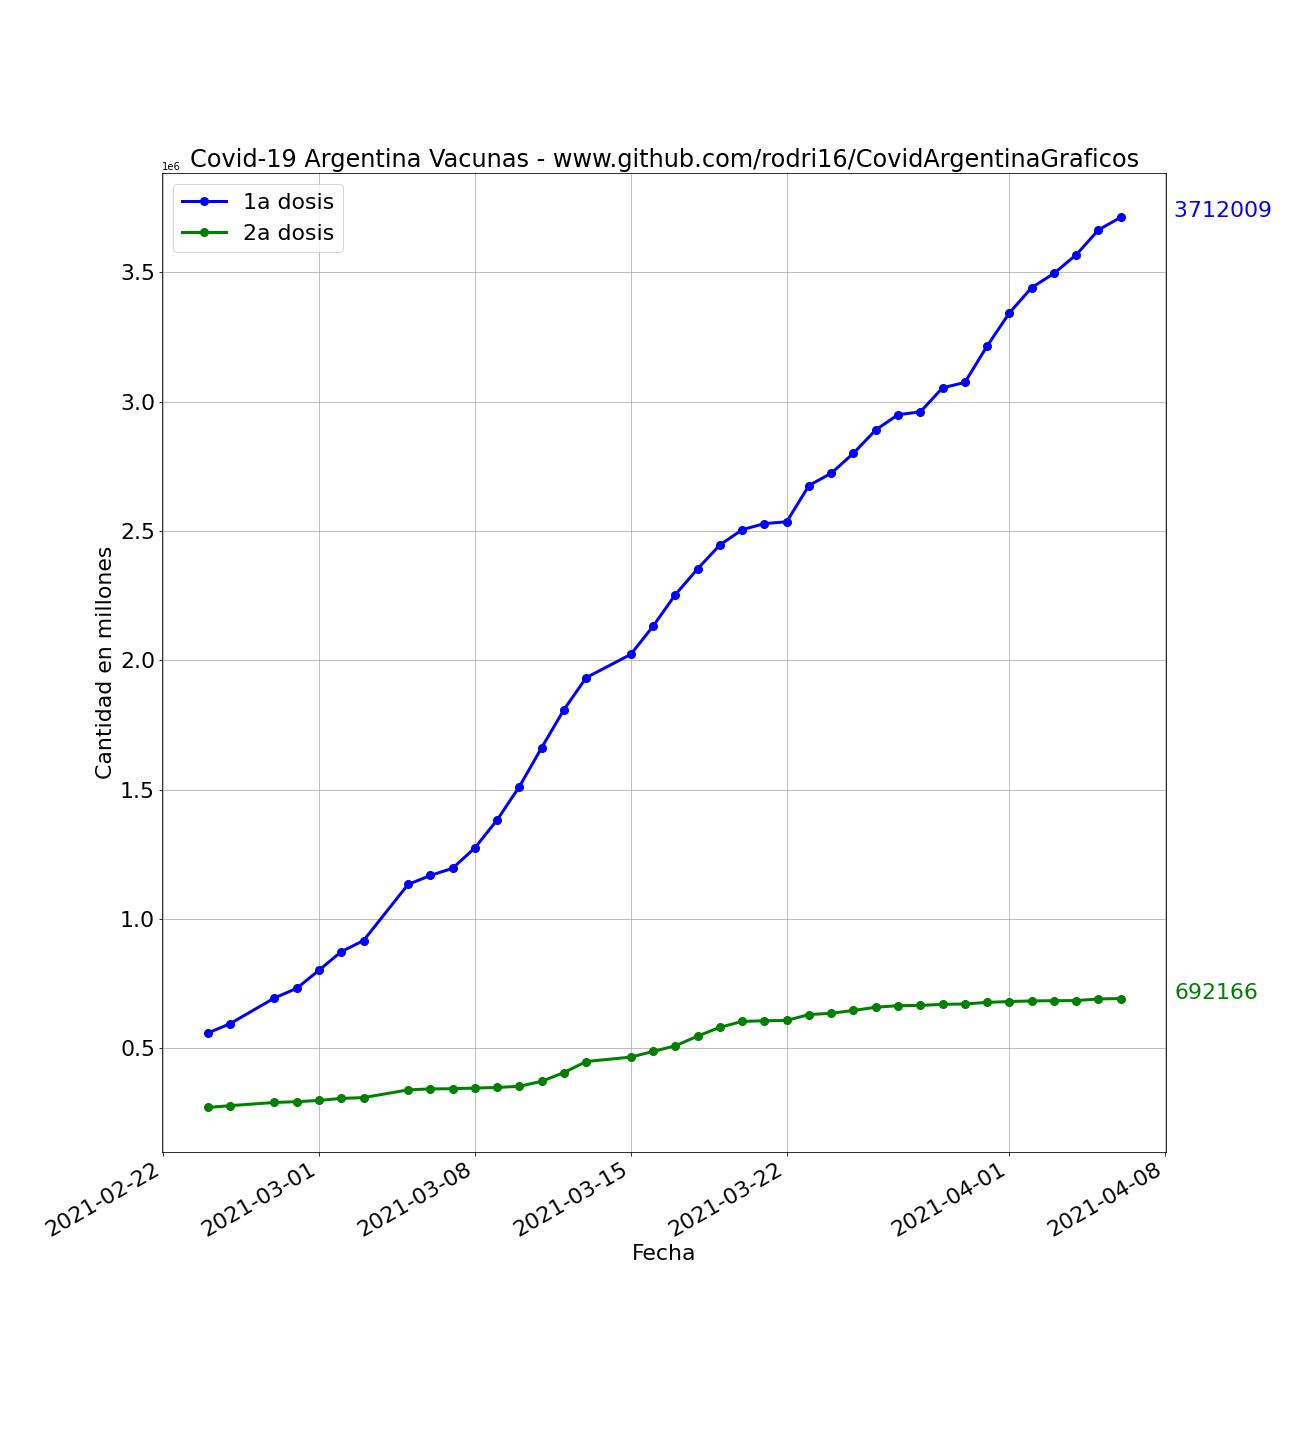 Covid-19 Argentina Vacunas - www.github.com/rodri16/CovidArgentinaGraficos
1e6
1a dosis
2a dosis
3712009
692166
3.5
3.0
2.5
2.0
1.5
1.0
0.5
Cantidad en millones
2021-02-22
2021-03-01
2021-03-08
2021-03-15
2021-03-22
2021-04-01
2021-04-08
Fecha